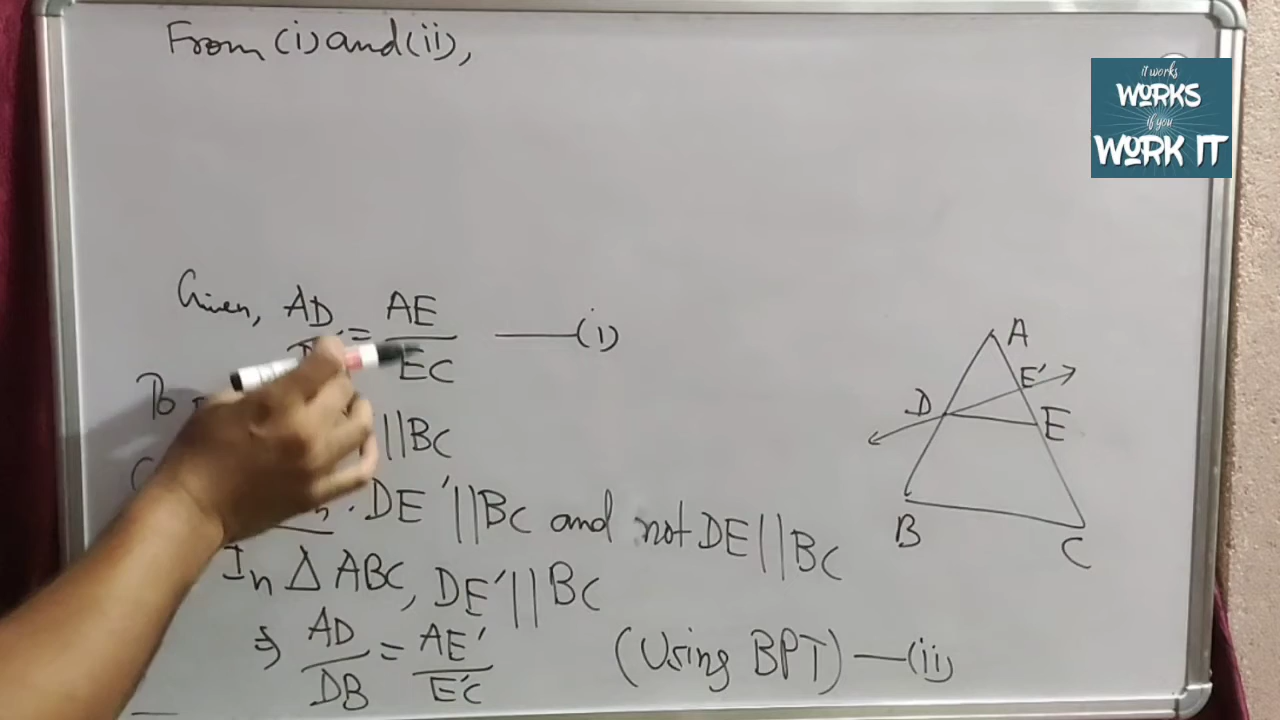 From (i) and (ii),
it works
WORKS
if you
WORK IT
Given, AD = AE —(i)
EC
To
||BC
DE'||BC and not DE||BC
In Δ ABC, DE'||BC
⇒ AD = AE' (Using BPT) —(ii)
DB E'C
A
E'
D
E
B
C